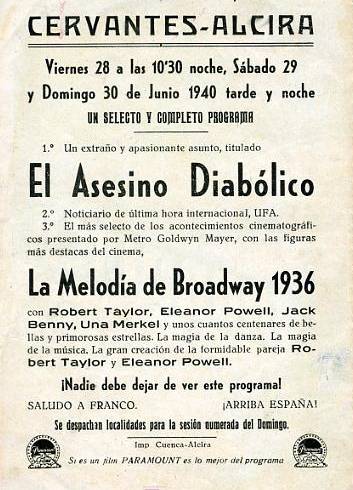 CERVANTES-ALCIRA
Viernes 28 a las 10'30 noche, Sábado 29
y Domingo 30 de Junio 1940 tarde y noche
UN SELECTO Y COMPLETO PROGRAMA
1.º Un extraño y apasionante asunto, titulado
El Asesino Diabólico
2.º Noticiario de última hora internacional, UFA.
3.º El más selecto de los acontecimientos cinematográfi-
cos presentado por Metro Goldwyn Mayer, con las figuras
más destacas del cinema,
La Melodía de Broadway 1936
con Robert Taylor, Eleanor Powell, Jack
Benny, Una Merkel y unos cuantos centenares de be-
llas y primorosas estrellas. La magia de la danza. La magia
de la música. La gran creación de la formidable pareja Ro-
bert Taylor y Eleanor Powell.
¡Nadie debe dejar de ver este programa!
SALUDO A FRANCO. ¡ARRIBA ESPAÑA!
Se despachan localidades para la sesión numerada del Domingo.
Imp Cuenca-Alcira
Si es un film PARAMOUNT es lo mejor del programa